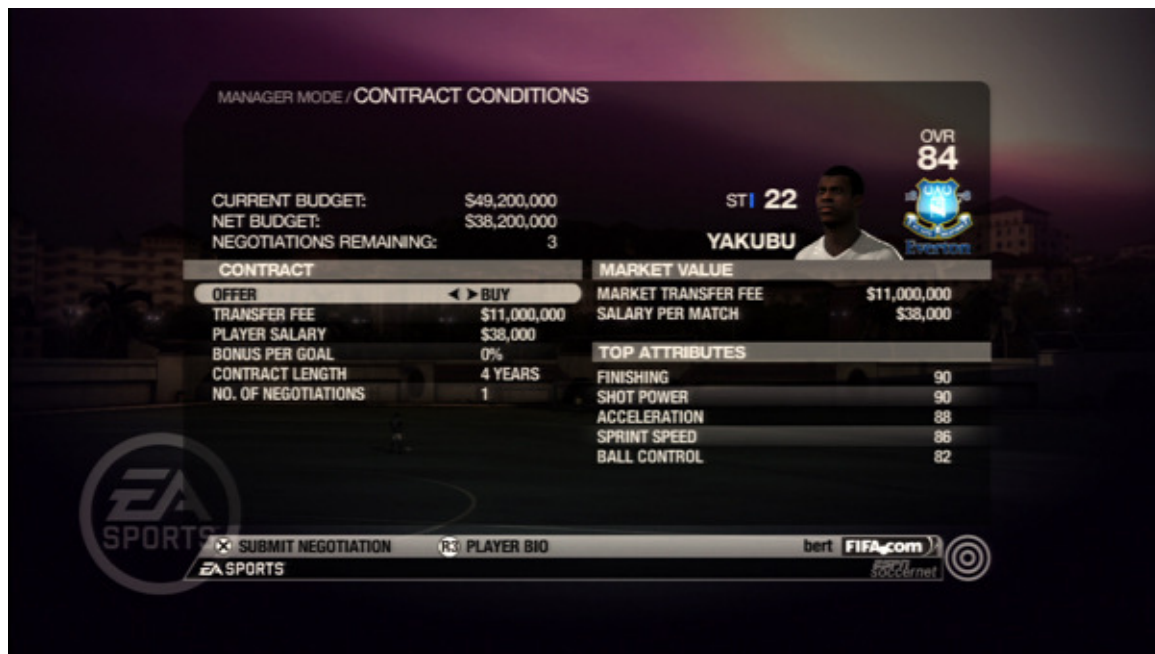 MANAGER MODE / CONTRACT CONDITIONS
OVR
84
CURRENT BUDGET: $49,200,000
NET BUDGET: $38,200,000
NEGOTIATIONS REMAINING: 3
ST 22
YAKUBU
Everton
CONTRACT
OFFER BUY
TRANSFER FEE $11,000,000
PLAYER SALARY $38,000
BONUS PER GOAL 0%
CONTRACT LENGTH 4 YEARS
NO. OF NEGOTIATIONS 1
MARKET VALUE
MARKET TRANSFER FEE $11,000,000
SALARY PER MATCH $38,000
TOP ATTRIBUTES
FINISHING 90
SHOT POWER 90
ACCELERATION 88
SPRINT SPEED 86
BALL CONTROL 82
EA SPORTS
SUBMIT NEGOTIATION R3 PLAYER BIO
bert FIFA.com
EA SPORTS
ESPN soccernet